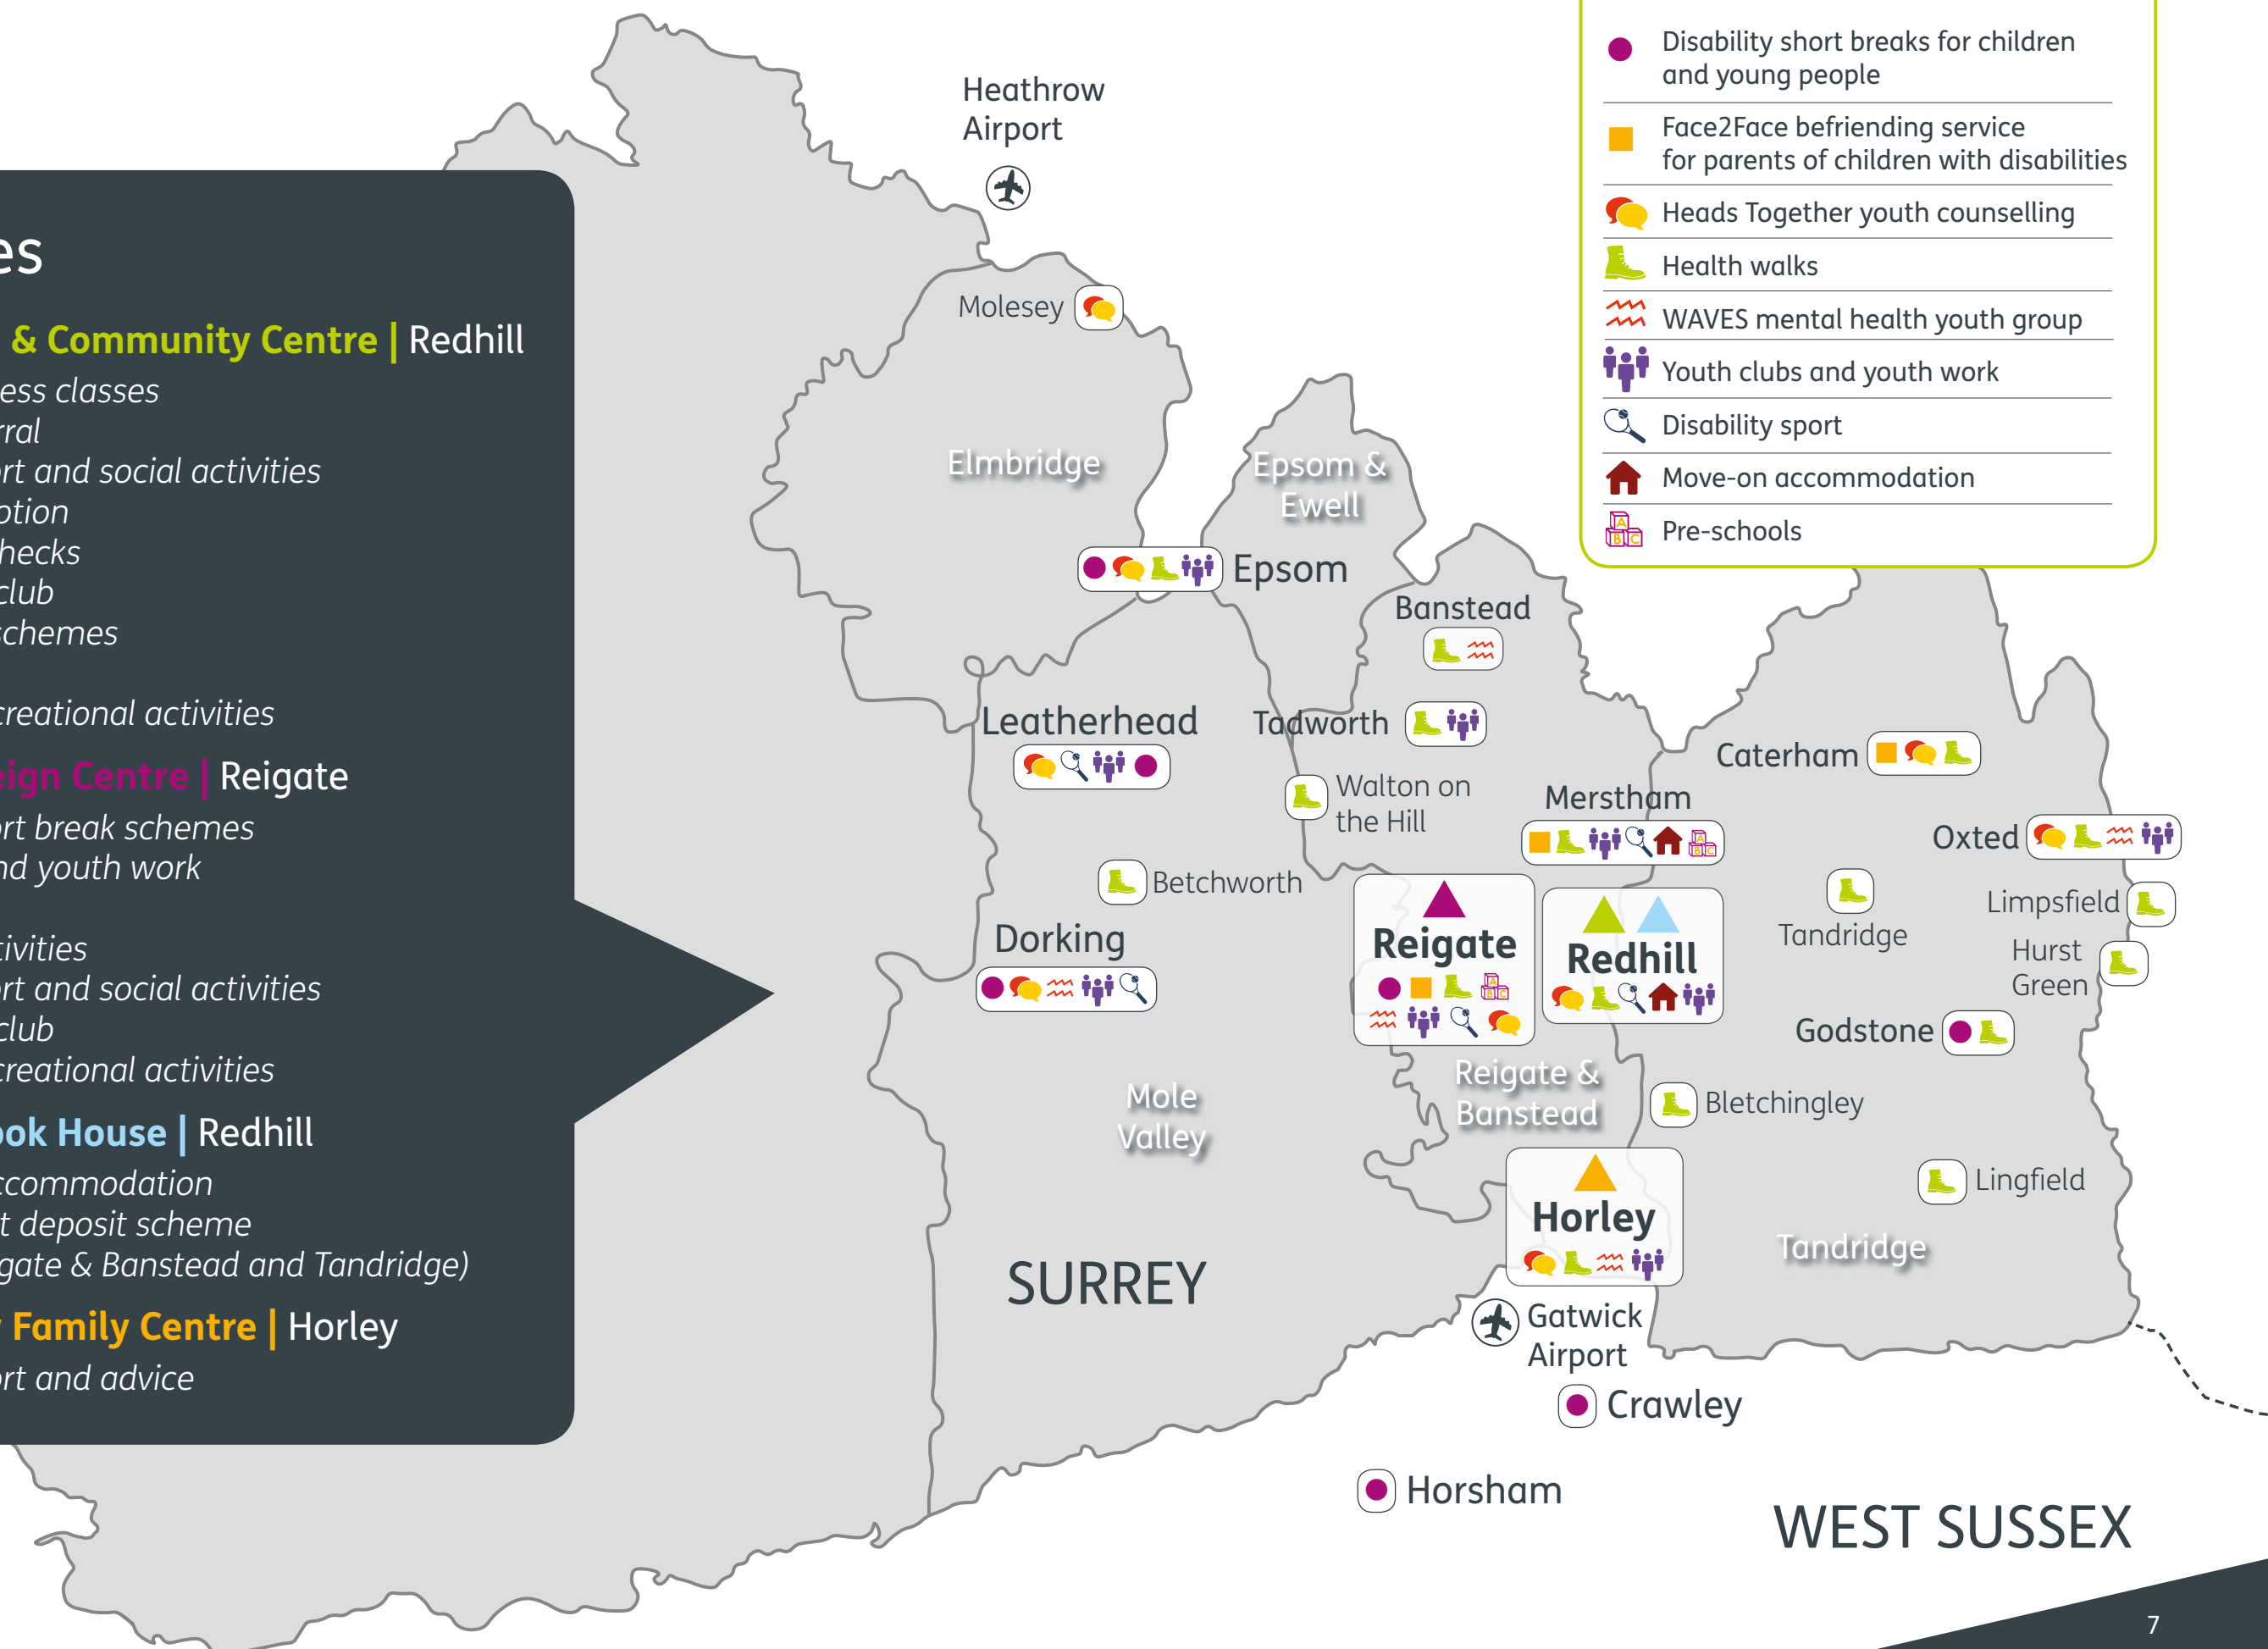 es
& Community Centre | Redhill
ess classes
rral
rt and social activities
otion
hecks
club
schemes
creational activities
eign Centre | Reigate
rt break schemes
nd youth work
tivities
rt and social activities
club
creational activities
ook House | Redhill
ccommodation
t deposit scheme
gate & Banstead and Tandridge)
Family Centre | Horley
rt and advice
Disability short breaks for children
and young people
Face2Face befriending service
for parents of children with disabilities
Heads Together youth counselling
Health walks
WAVES mental health youth group
Youth clubs and youth work
Disability sport
Move-on accommodation
A
B C
Pre-schools
Heathrow
Airport
Molesey
Elmbridge
Epsom &
Ewell
Epsom
Banstead
Leatherhead
Tadworth
Walton on
the Hill
Caterham
Merstham
Oxted
Betchworth
Limpsfield
Tandridge
Dorking
Reigate
Redhill
Hurst
Green
Godstone
Reigate &
Banstead
Mole
Valley
Bletchingley
Lingfield
Horley
Tandridge
SURREY
Gatwick
Airport
Crawley
Horsham
WEST SUSSEX
7